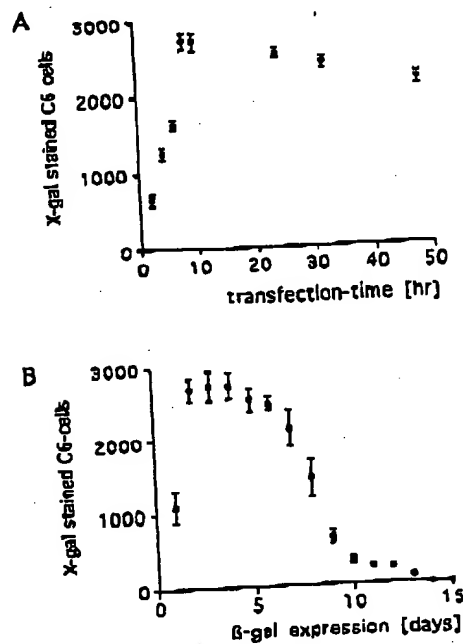 A
X-gal stained C6 cells
3000
2000
1000
0
0 10 20 30 40 50
transfection-time [hr]
B
X-gal stained C6-cells
3000
2000
1000
0
0 5 10 15
ß-gel expression [days]